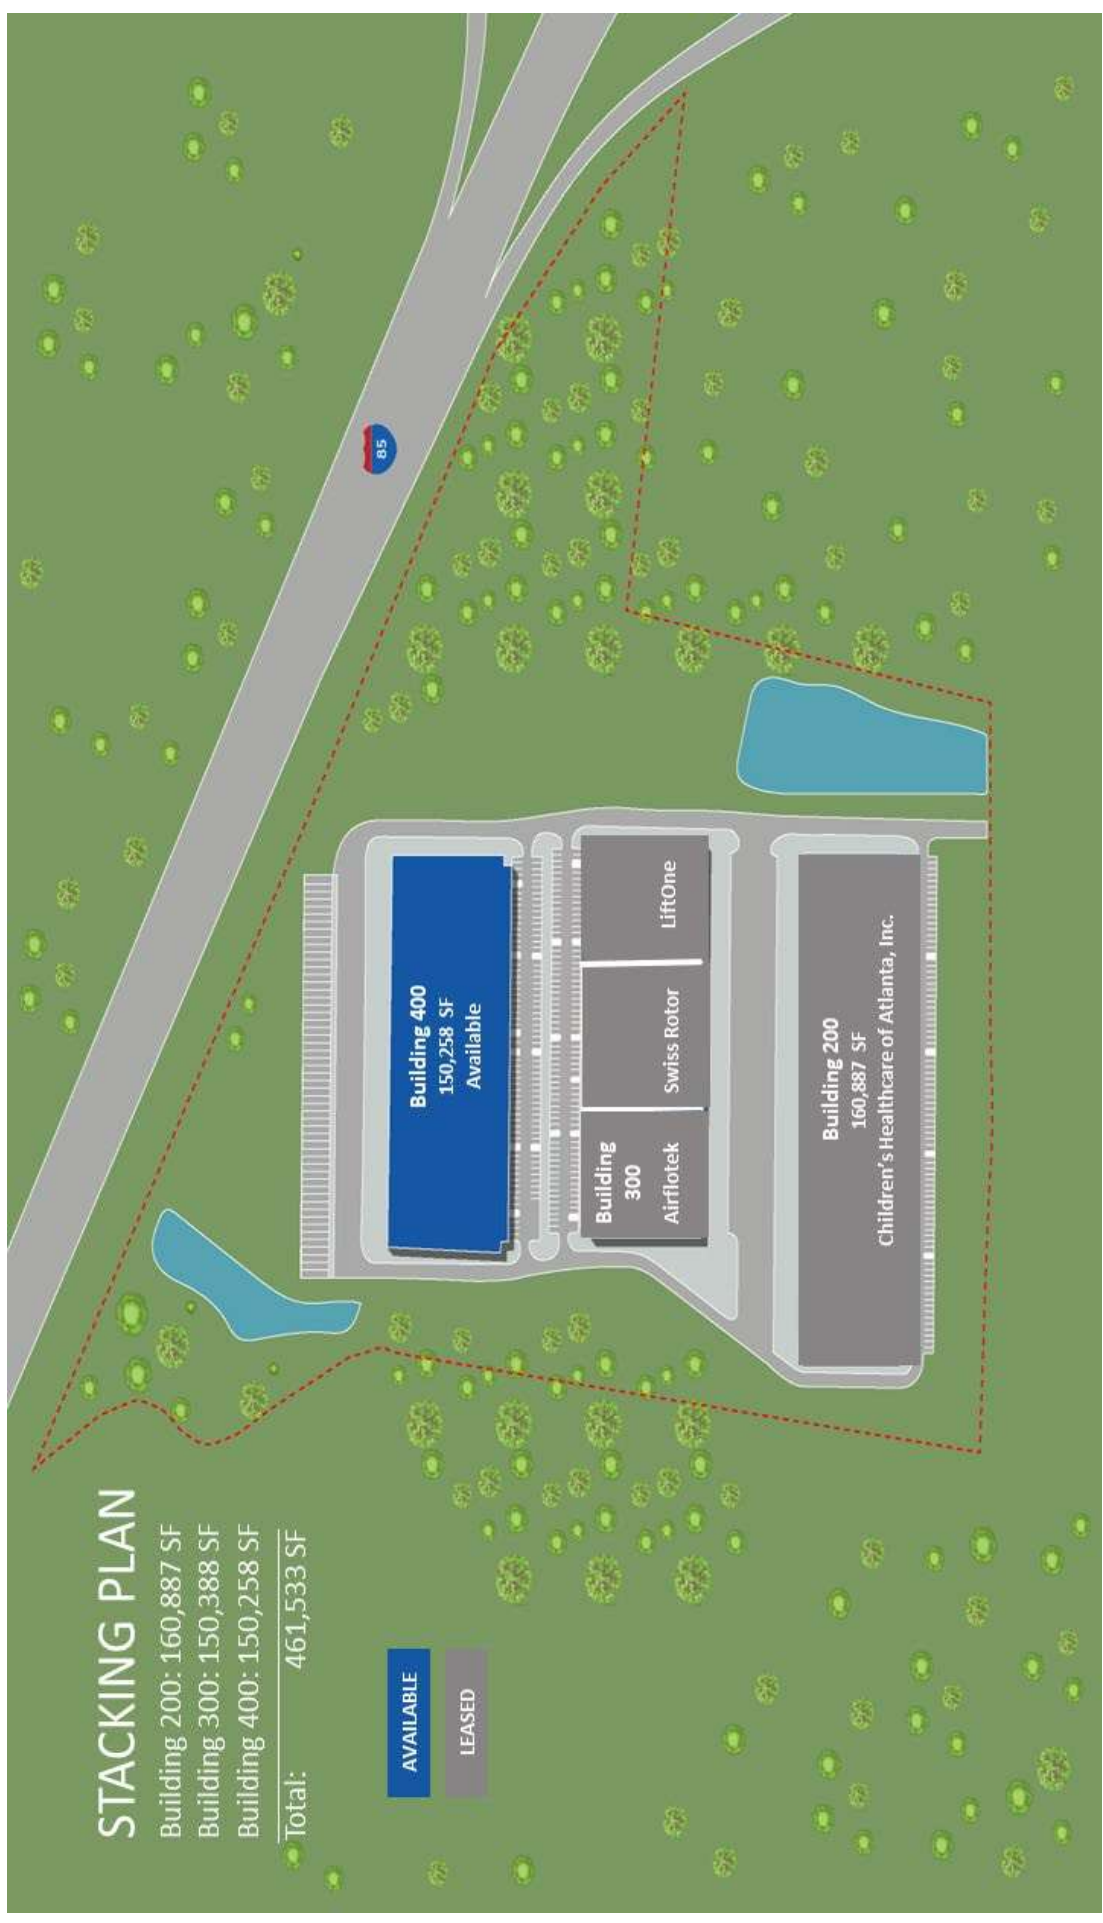 STACKING PLAN
Building 200: 160,887 SF
Building 300: 150,388 SF
Building 400: 150,258 SF
Total: 461,533 SF
AVAILABLE
LEASED
85
Building 400
150,258 SF
Available
Building
300
Airflotek
Swiss Rotor
LiftOne
Building 200
160,887 SF
Children's Healthcare of Atlanta, Inc.